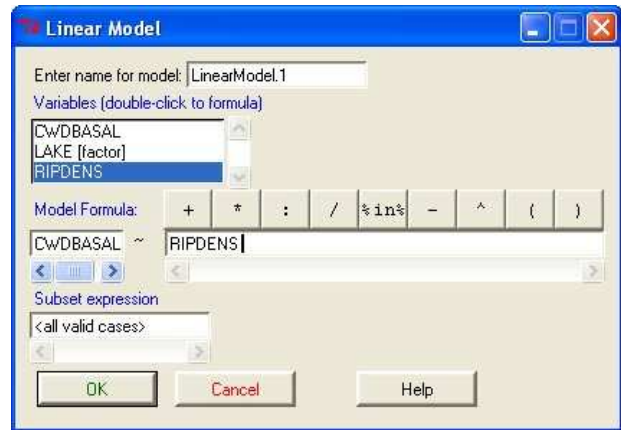 Linear Model
Enter name for model: LinearModel.1
Variables (double-click to formula)
CWDBASAL
LAKE [factor]
RIPDENS
Model Formula: + * : / %in% - ^ ( )
CWDBASAL ~ RIPDENS
Subset expression
<all valid cases>
OK Cancel Help